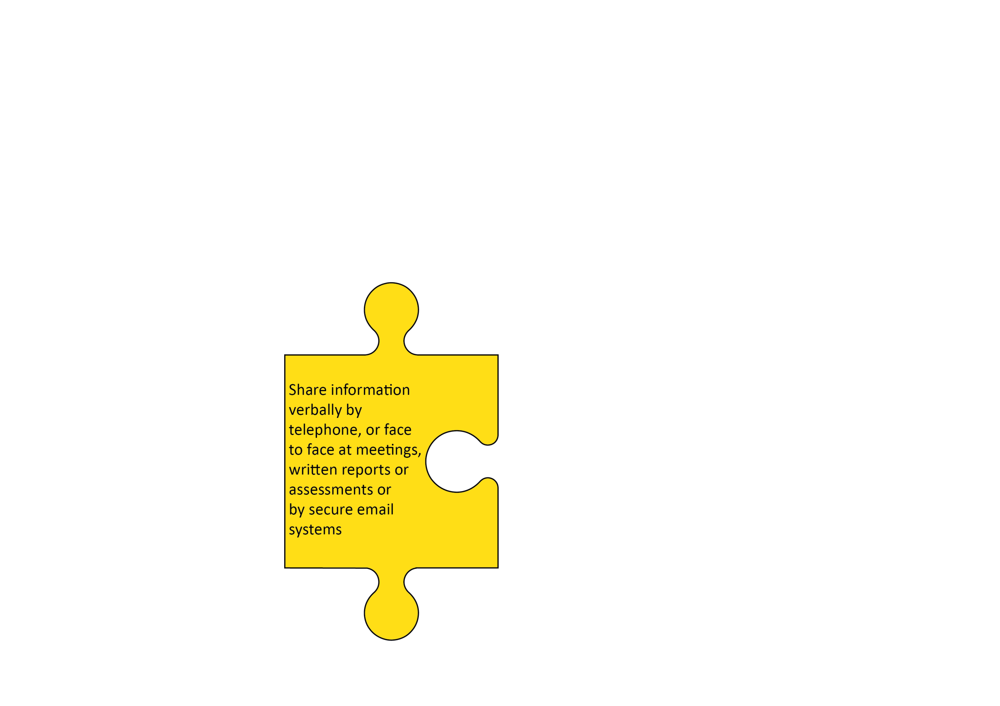 Share information
verbally by
telephone, or face
to face at meetings,
written reports or
assessments or
by secure email
systems